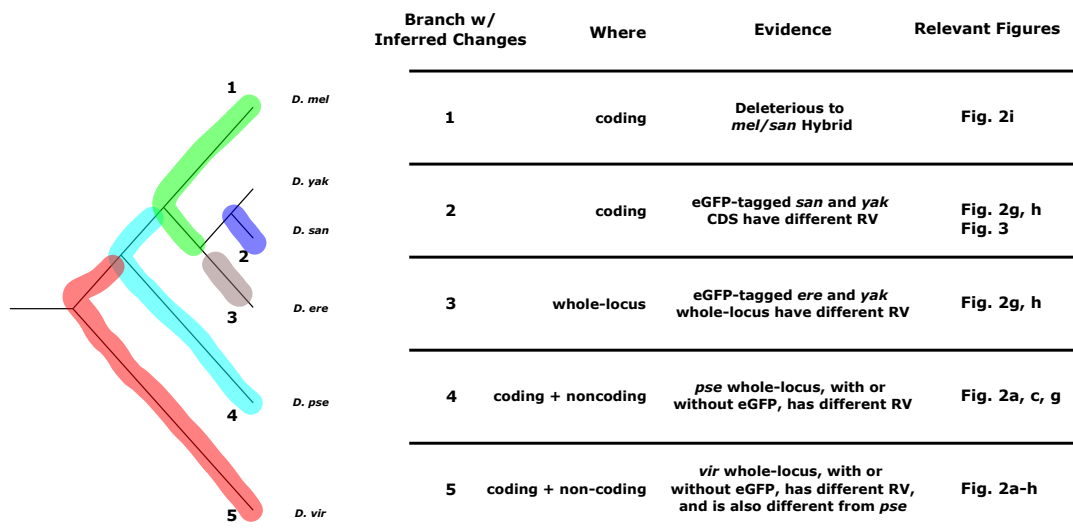 Branch w/
Inferred Changes
Where
Evidence
Relevant Figures
1
D. mel
D. yak
D. san
2
D. ere
3
D. pse
4
D. vir
5
1
coding
Deleterious to
mel/san Hybrid
Fig. 2i
2
coding
eGFP-tagged san and yak
CDS have different RV
Fig. 2g, h
Fig. 3
3
whole-locus
eGFP-tagged ere and yak
whole-locus have different RV
Fig. 2g, h
4
coding + noncoding
pse whole-locus, with or
without eGFP, has different RV
Fig. 2a, c, g
5
coding + non-coding
vir whole-locus, with or
without eGFP, has different RV,
and is also different from pse
Fig. 2a-h